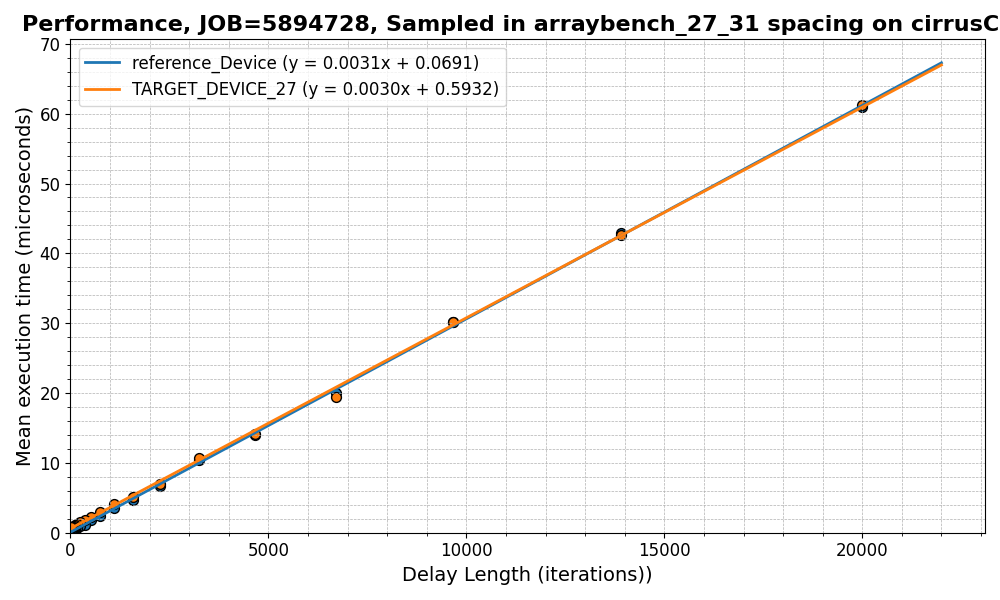 Performance, JOB=5894728, Sampled in arraybench_27_31 spacing on cirrusC
70
60
50
40
30
20
10
0
Mean execution time (microseconds)
reference_Device (y = 0.0031x + 0.0691)
TARGET_DEVICE_27 (y = 0.0030x + 0.5932)
0 5000 10000 15000 20000
Delay Length (iterations))